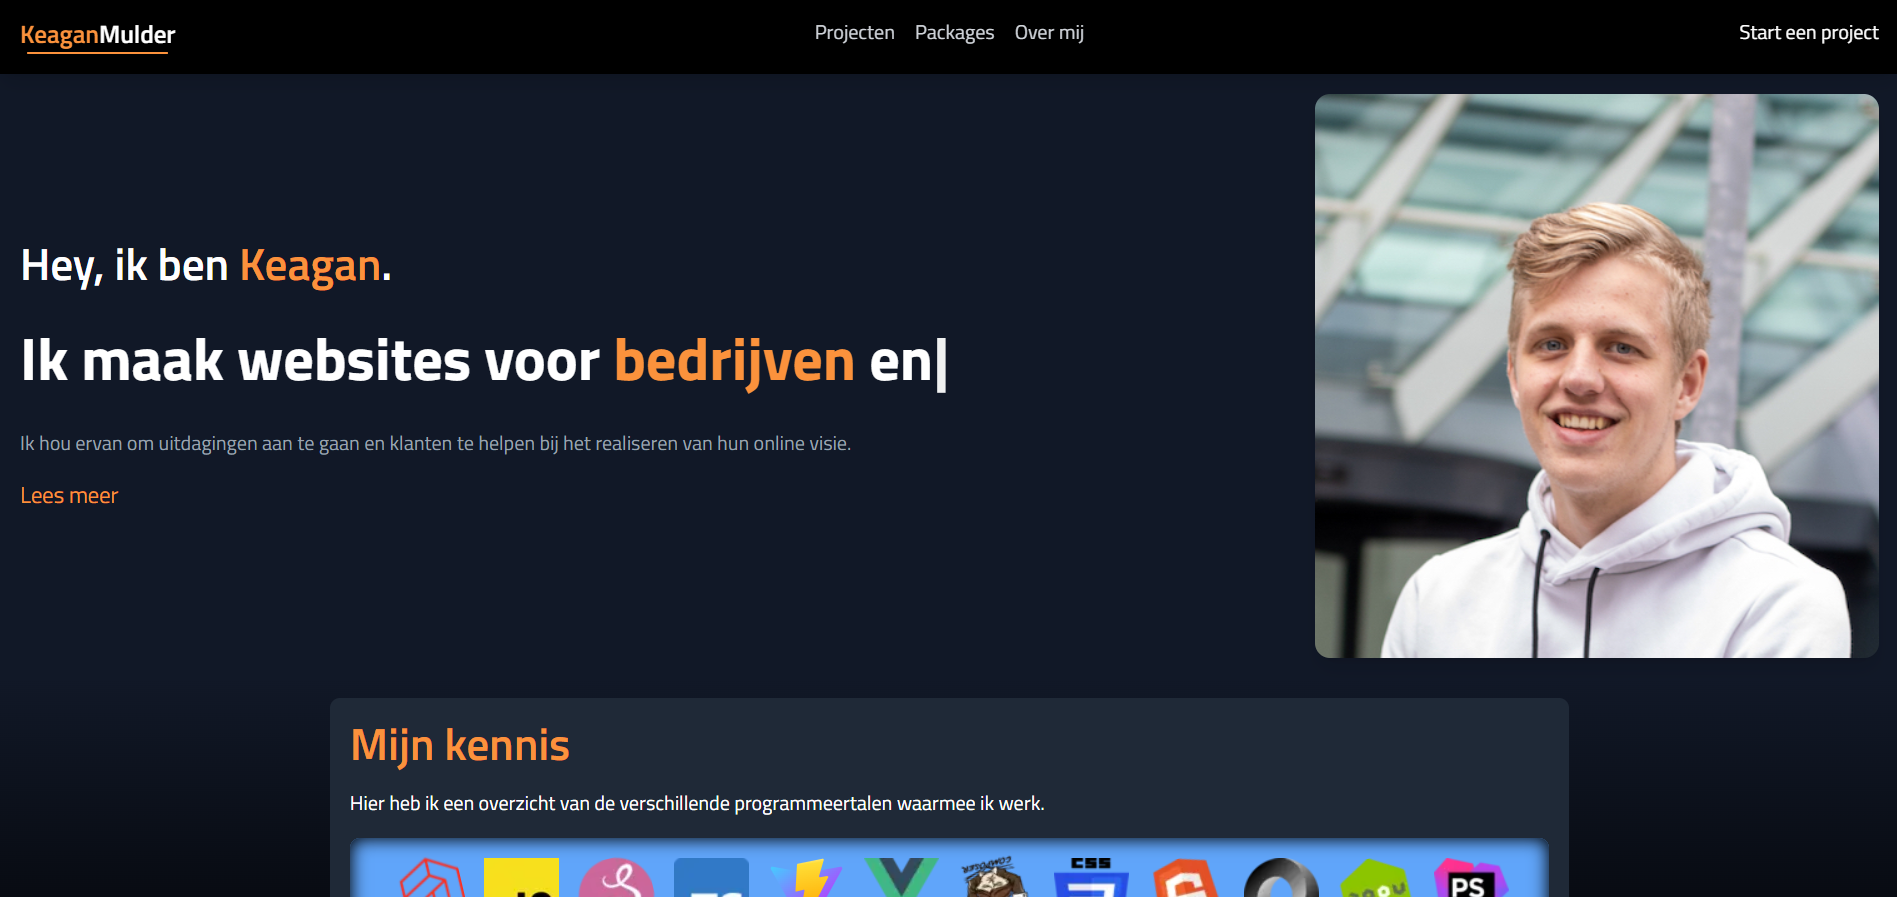 KeaganMulder
Projecten Packages Over mij
Start een project
Hey, ik ben Keagan.
Ik maak websites voor bedrijven en|
Ik hou ervan om uitdagingen aan te gaan en klanten te helpen bij het realiseren van hun online visie.
Lees meer
Mijn kennis
Hier heb ik een overzicht van de verschillende programmeertalen waarmee ik werk.
COMPOSER
CSS
PS